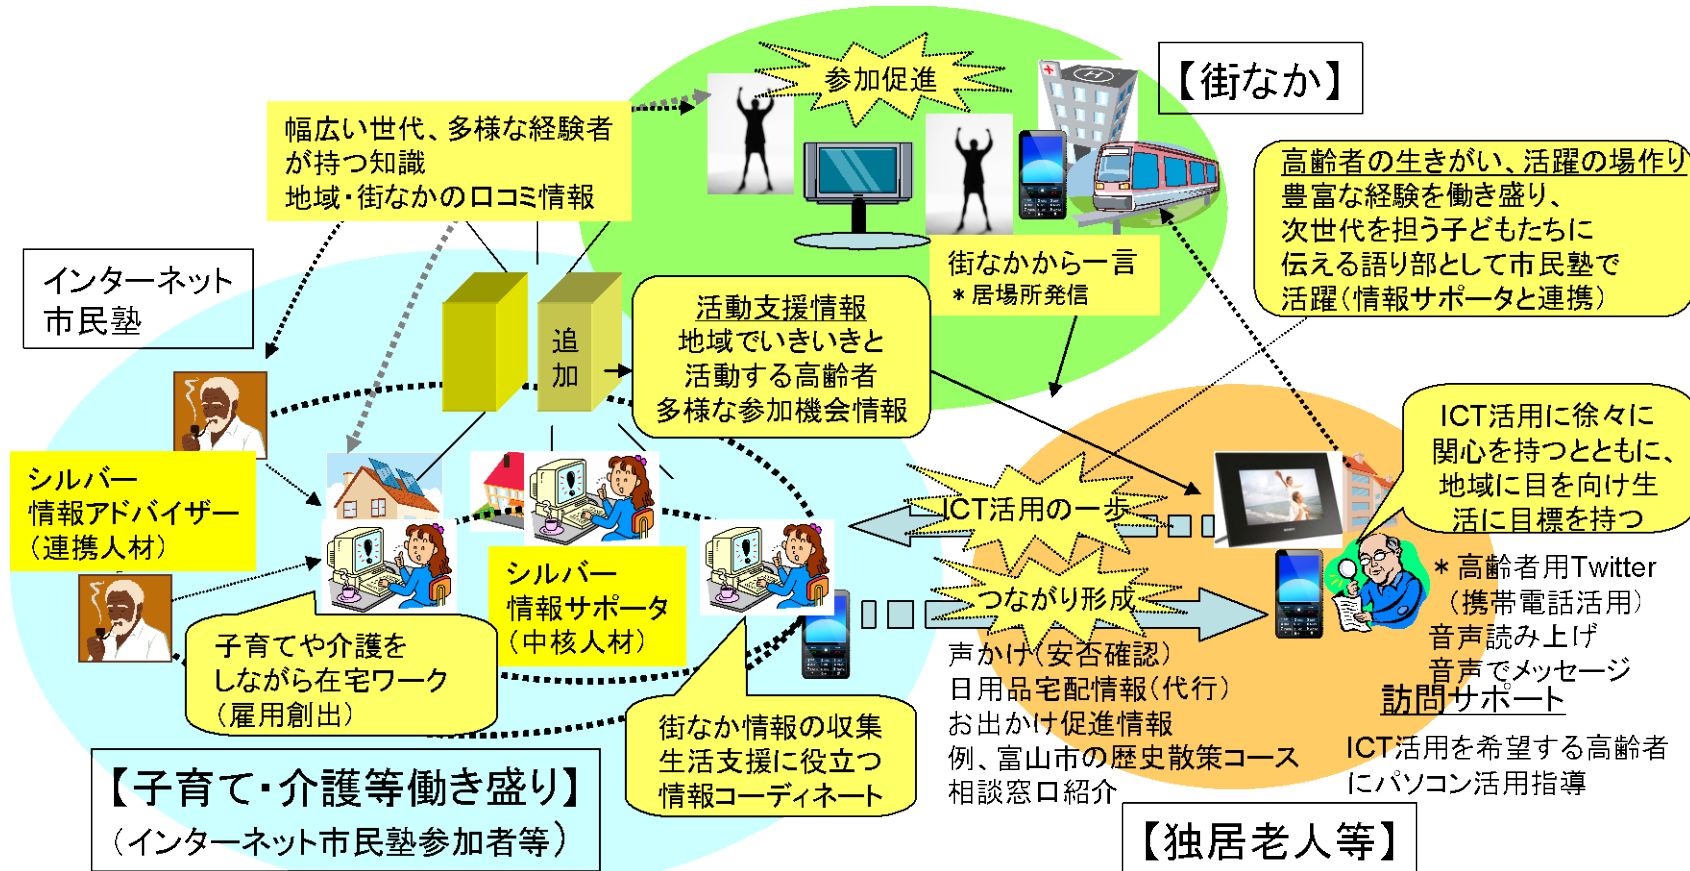 参加促進
【街なか】
幅広い世代、多様な経験者
が持つ知識
地域・街なかの口コミ情報
高齢者の生きがい、活躍の場作り
豊富な経験を働き盛り、
次世代を担う子どもたちに
伝える語り部として市民塾で
活躍(情報サポータと連携)
インターネット
市民塾
街なかから一言
*居場所発信
追
加
活動支援情報
地域でいきいきと
活動する高齢者
多様な参加機会情報
ICT活用に徐々に
関心を持つとともに、
地域に目を向け生
活に目標を持つ
シルバー
情報アドバイザー
(連携人材)
ICT活用の一歩
シルバー
情報サポータ
(中核人材)
つながり形成
*高齢者用Twitter
(携帯電話活用)
音声読み上げ
音声でメッセージ
訪問サポート
ICT活用を希望する高齢者
にパソコン活用指導
子育てや介護を
しながら在宅ワーク
(雇用創出)
声かけ(安否確認)
日用品宅配情報(代行)
お出かけ促進情報
例、富山市の歴史散策コース
相談窓口紹介
街なか情報の収集
生活支援に役立つ
情報コーディネート
【子育て・介護等働き盛り】
(インターネット市民塾参加者等)
【独居老人等】